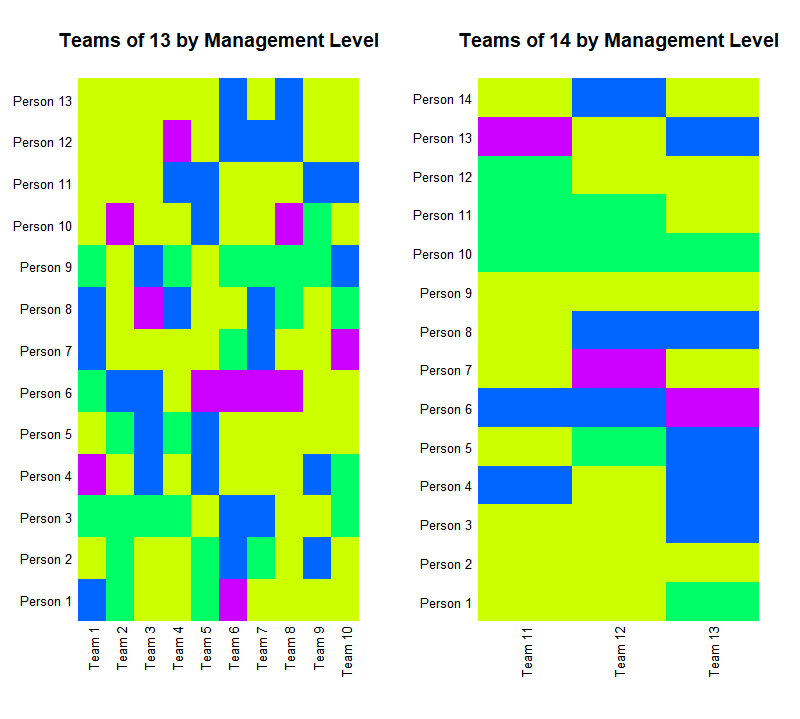 Teams of 13 by Management Level
Person 13
Person 12
Person 11
Person 10
Person 9
Person 8
Person 7
Person 6
Person 5
Person 4
Person 3
Person 2
Person 1
Team 1
Team 2
Team 3
Team 4
Team 5
Team 6
Team 7
Team 8
Team 9
Team 10
Teams of 14 by Management Level
Person 14
Person 13
Person 12
Person 11
Person 10
Person 9
Person 8
Person 7
Person 6
Person 5
Person 4
Person 3
Person 2
Person 1
Team 11
Team 12
Team 13